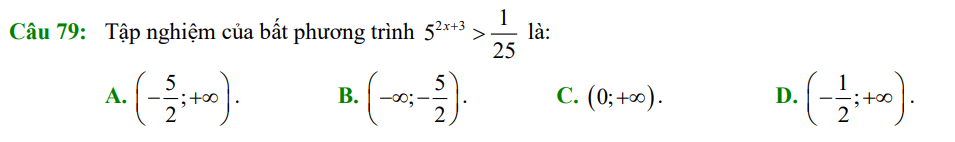 Câu 79: Tập nghiệm của bất phương trình $5^{2x+3} > \frac{1}{25}$ là:
A. $\left(-\frac{5}{2};+\infty\right)$. B. $\left(-\infty;-\frac{5}{2}\right)$. C. $(0;+\infty)$. D. $\left(-\frac{1}{2};+\infty\right)$.